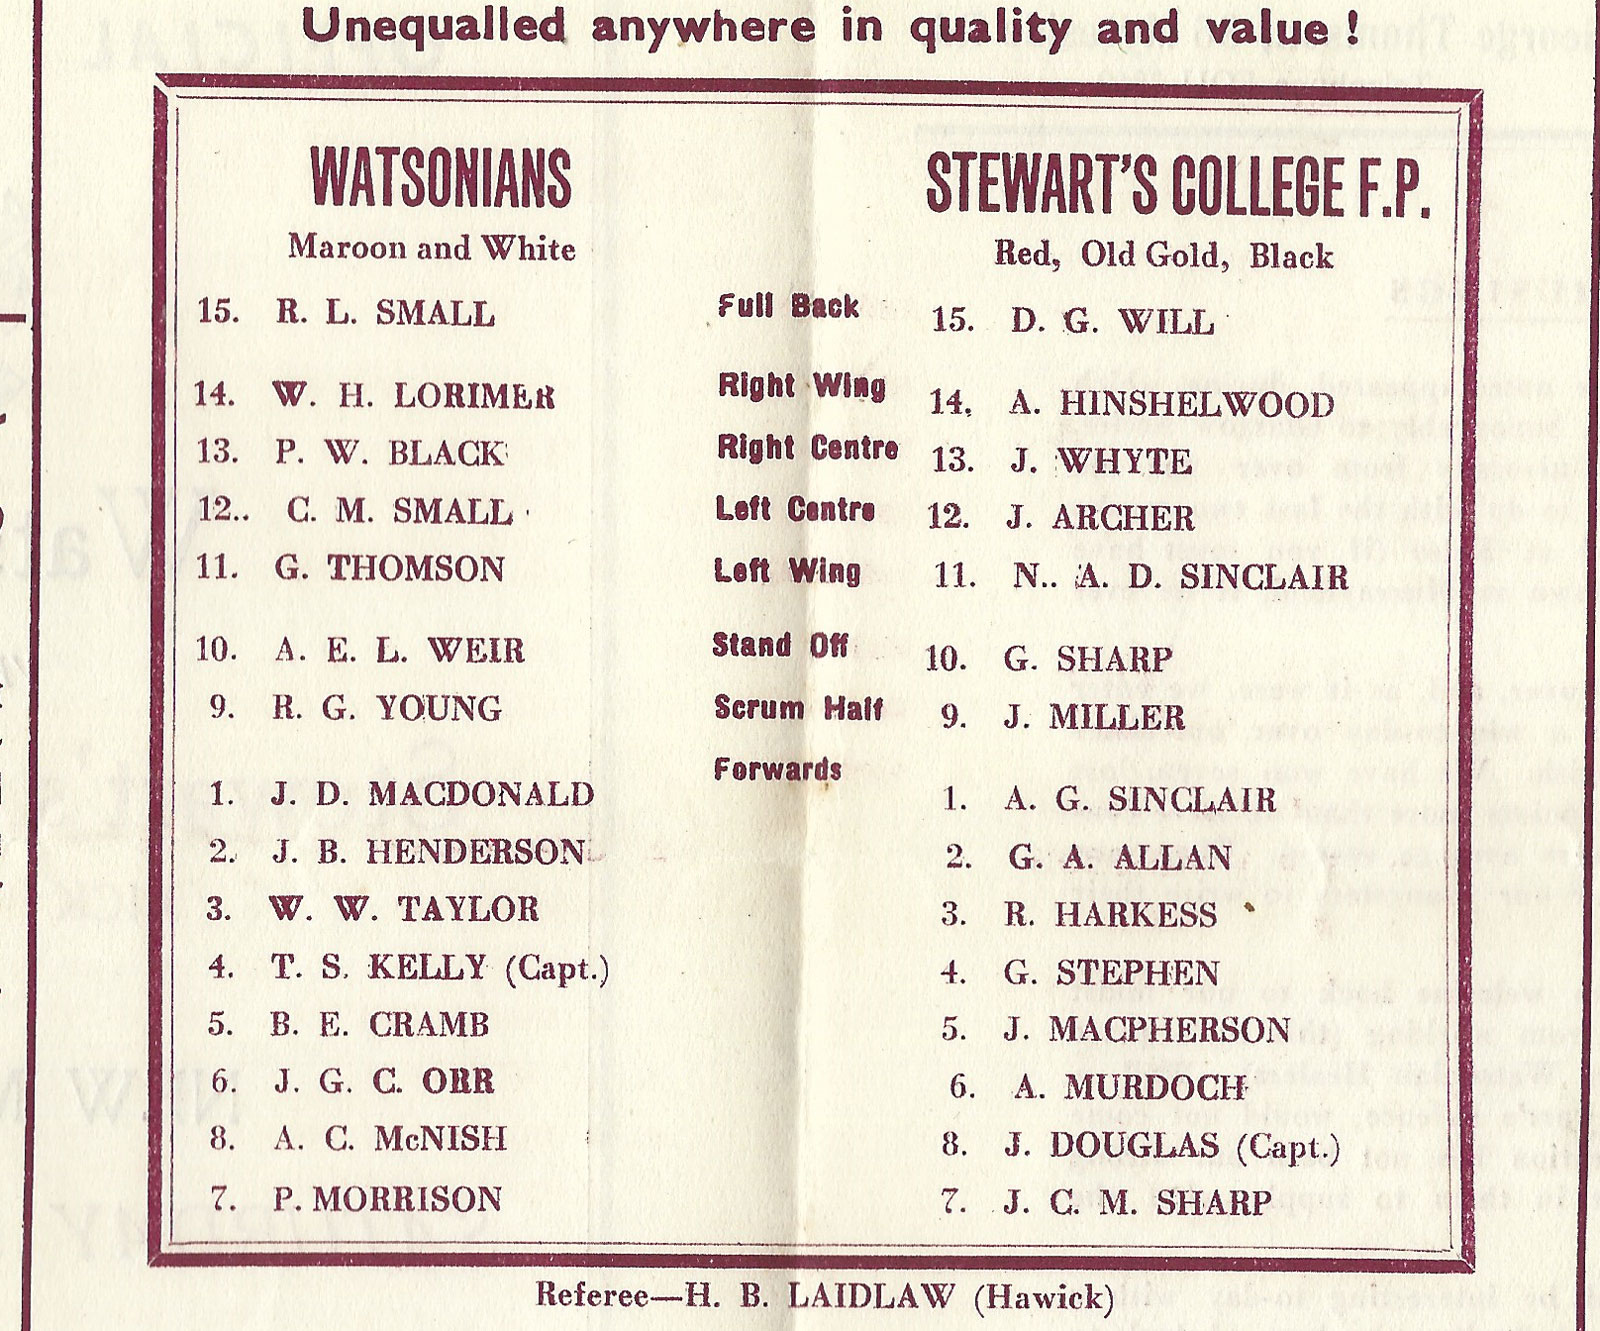 Unequalled anywhere in quality and value!
WATSONIANS
Maroon and White
STEWART'S COLLEGE F.P.
Red, Old Gold, Black
15. R. L. SMALL Full Back 15. D. G. WILL
14. W. H. LORIMER Right Wing 14. A. HINSHELWOOD
13. P. W. BLACK Right Centre 13. J. WHYTE
12.. C. M. SMALL Left Centre 12. J. ARCHER
11. G. THOMSON Left Wing 11. N.. A. D. SINCLAIR
10. A. E. L. WEIR Stand Off 10. G. SHARP
9. R. G. YOUNG Scrum Half 9. J. MILLER
Forwards
1. J. D. MACDONALD 1. A. G. SINCLAIR
2. J. B. HENDERSON 2. G. A. ALLAN
3. W. W. TAYLOR 3. R. HARKESS
4. T. S. KELLY (Capt.) 4. G. STEPHEN
5. B. E. CRAMB 5. J. MACPHERSON
6. J. G. C. ORR 6. A. MURDOCH
8. A. C. McNISH 8. J. DOUGLAS (Capt.)
7. P. MORRISON 7. J. C. M. SHARP
Referee—H. B. LAIDLAW (Hawick)